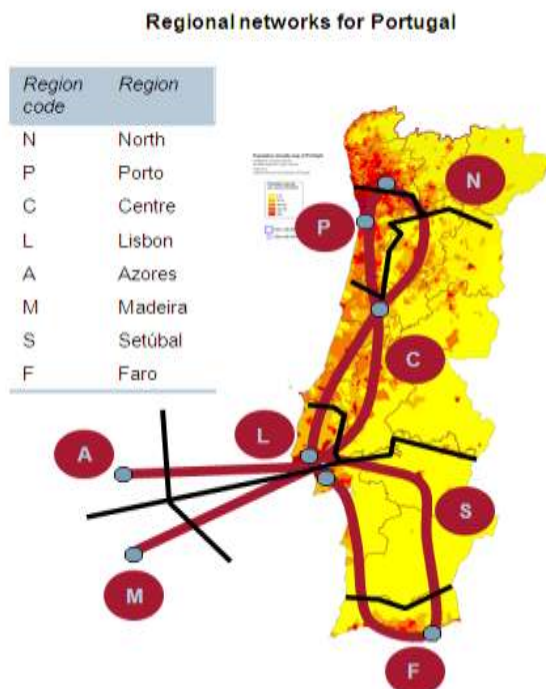 Regional networks for Portugal
Region code Region
N North
P Porto
C Centre
L Lisbon
A Azores
M Madeira
S Setúbal
F Faro
N
P
C
L
A
S
M
F